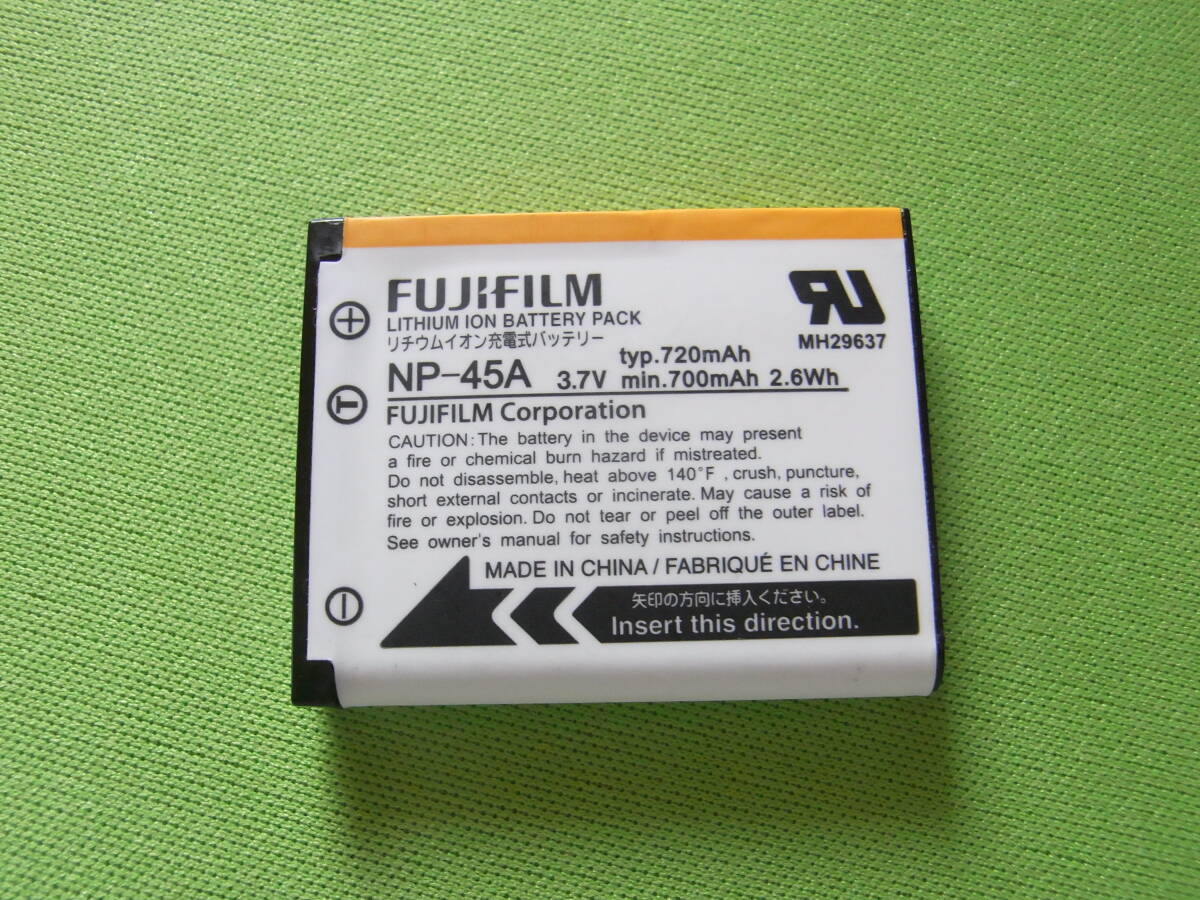 FUJIFILM
LITHIUM ION BATTERY PACK
リチウムイオン充電式バッテリー
MH29637
NP-45A 3.7V typ.720mAh min.700mAh 2.6Wh
FUJIFILM Corporation
CAUTION: The battery in the device may present
a fire or chemical burn hazard if mistreated.
Do not disassemble, heat above 140°F , crush, puncture,
short external contacts or incinerate. May cause a risk of
fire or explosion. Do not tear or peel off the outer label.
See owner's manual for safety instructions.
MADE IN CHINA / FABRIQUÉ EN CHINE
矢印の方向に挿入ください。
Insert this direction.
+
T
−